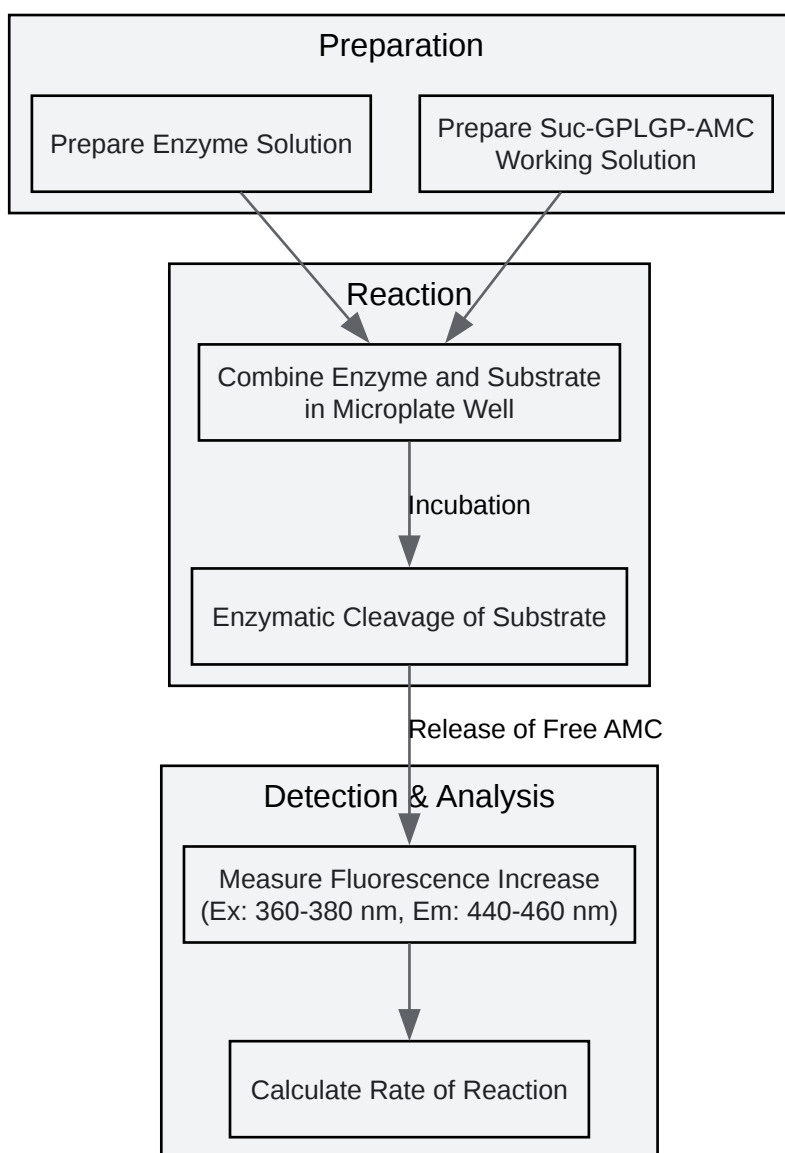 Preparation
Prepare Enzyme Solution
Prepare Suc-GPLGP-AMC
Working Solution
Reaction
Combine Enzyme and Substrate
in Microplate Well
Incubation
Enzymatic Cleavage of Substrate
Release of Free AMC
Detection & Analysis
Measure Fluorescence Increase
(Ex: 360-380 nm, Em: 440-460 nm)
Calculate Rate of Reaction